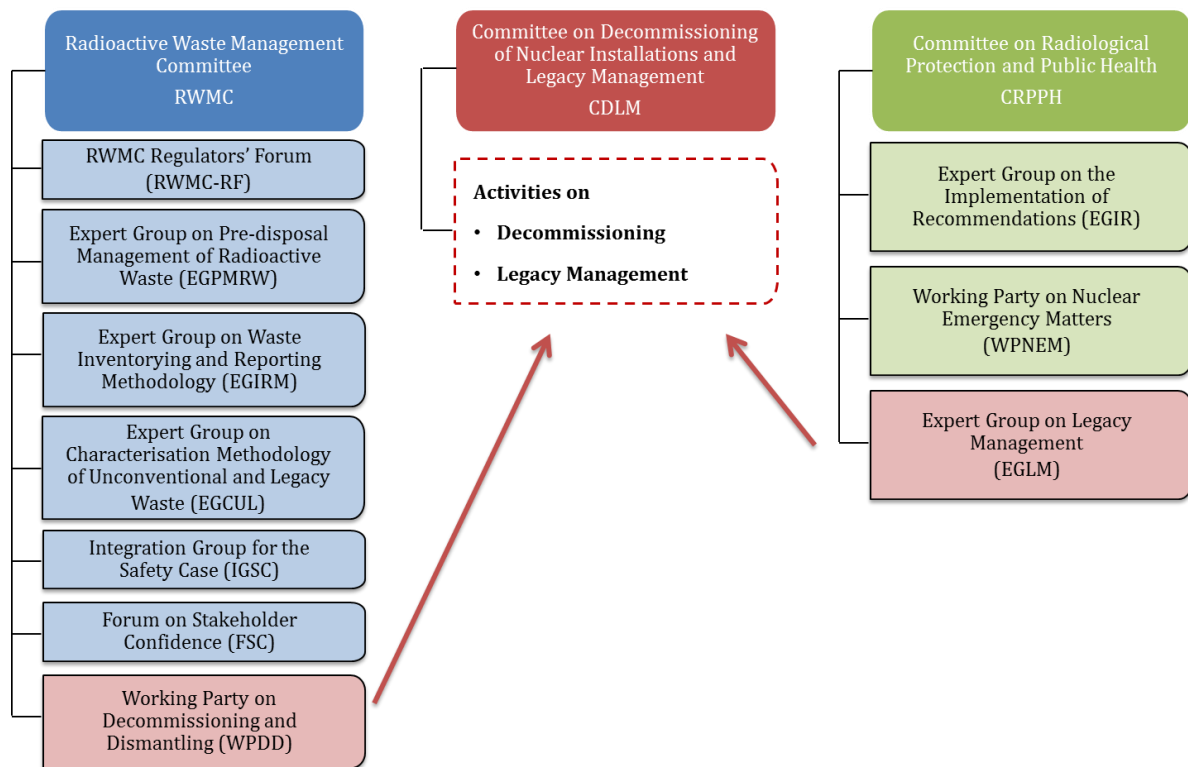 Radioactive Waste Management
Committee
RWMC
RWMC Regulators’ Forum
(RWMC-RF)
Expert Group on Pre-disposal
Management of Radioactive
Waste (EGPMRW)
Expert Group on Waste
Inventorying and Reporting
Methodology (EGIRM)
Expert Group on
Characterisation Methodology
of Unconventional and Legacy
Waste (EGCUL)
Integration Group for the
Safety Case (IGSC)
Forum on Stakeholder
Confidence (FSC)
Working Party on
Decommissioning and
Dismantling (WPDD)
Committee on Decommissioning
of Nuclear Installations and
Legacy Management
CDLM
Activities on
• Decommissioning
• Legacy Management
Committee on Radiological
Protection and Public Health
CRPPH
Expert Group on the
Implementation of
Recommendations (EGIR)
Working Party on Nuclear
Emergency Matters
(WPNEM)
Expert Group on Legacy
Management
(EGLM)